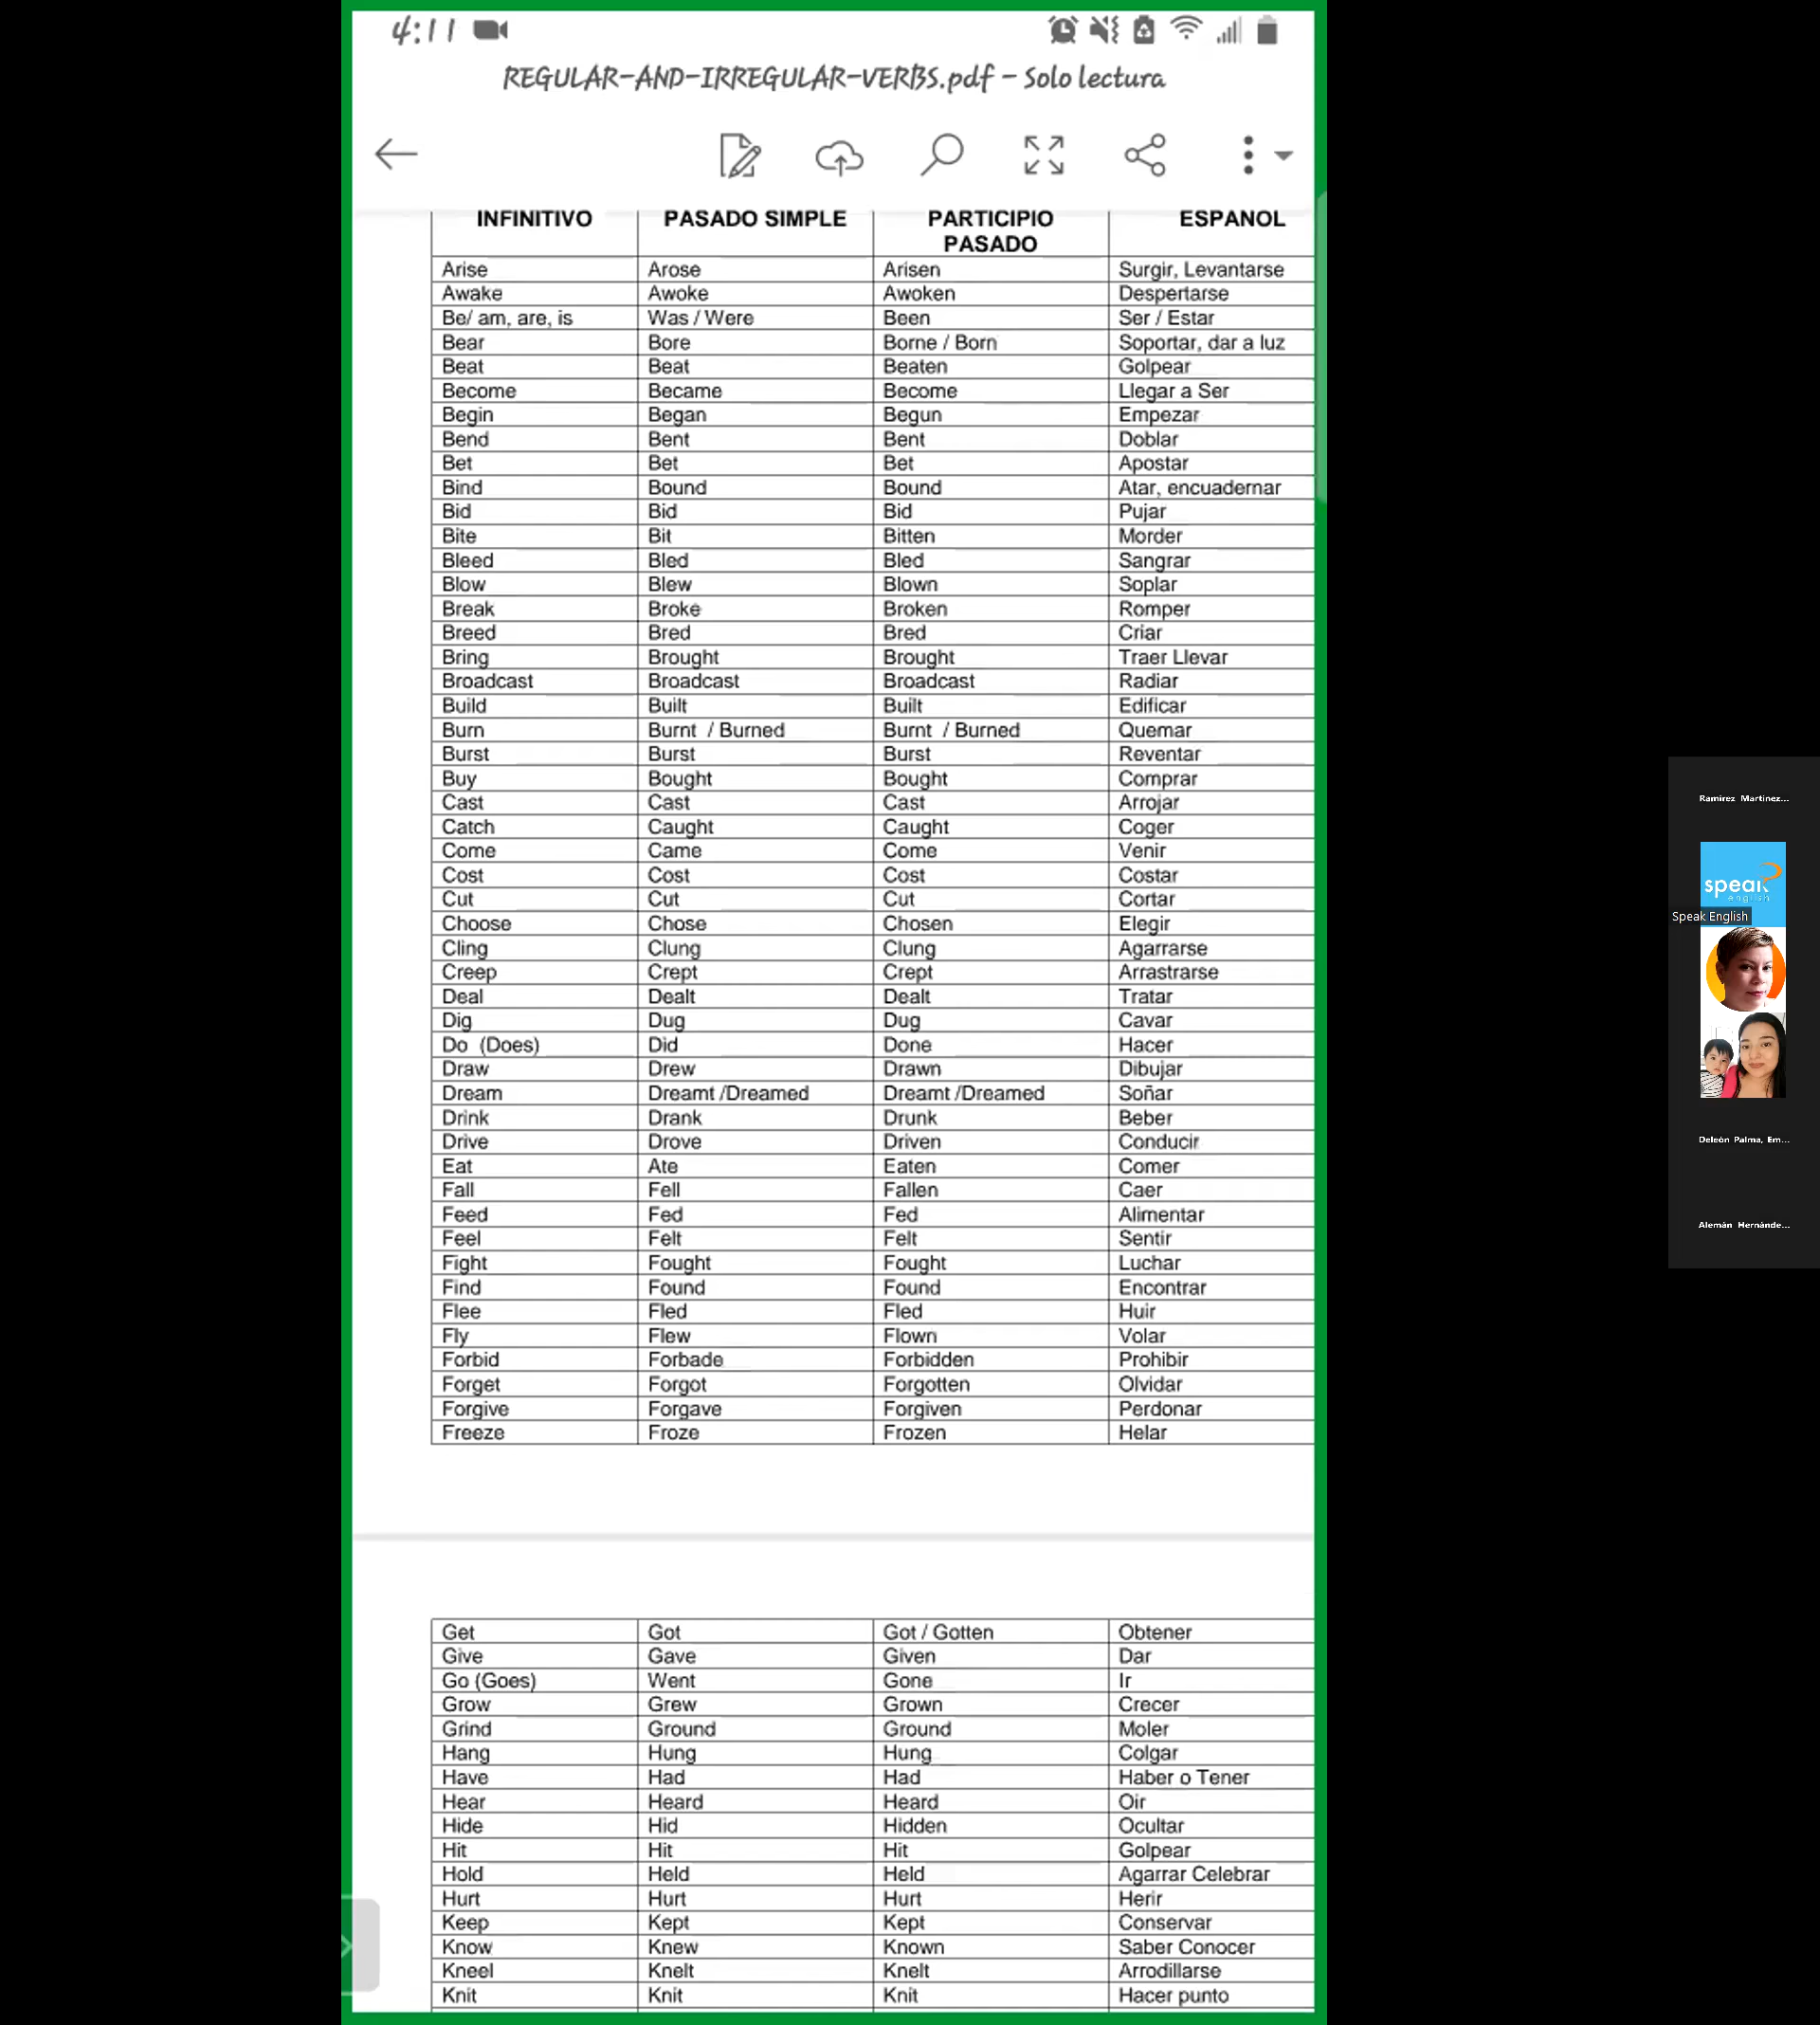 4:11
REGULAR-AND-IRREGULAR-VERBS.pdf - Solo lectura
INFINITIVO PASADO SIMPLE PARTICIPIO PASADO ESPANOL
Arise Arose Arisen Surgir, Levantarse
Awake Awoke Awoken Despertarse
Be/ am, are, is Was / Were Been Ser / Estar
Bear Bore Borne / Born Soportar, dar a luz
Beat Beat Beaten Golpear
Become Became Become Llegar a Ser
Begin Began Begun Empezar
Bend Bent Bent Doblar
Bet Bet Bet Apostar
Bind Bound Bound Atar, encuadernar
Bid Bid Bid Pujar
Bite Bit Bitten Morder
Bleed Bled Bled Sangrar
Blow Blew Blown Soplar
Break Broke Broken Romper
Breed Bred Bred Criar
Bring Brought Brought Traer Llevar
Broadcast Broadcast Broadcast Radiar
Build Built Built Edificar
Burn Burnt / Burned Burnt / Burned Quemar
Burst Burst Burst Reventar
Buy Bought Bought Comprar
Cast Cast Cast Arrojar
Catch Caught Caught Coger
Come Came Come Venir
Cost Cost Cost Costar
Cut Cut Cut Cortar
Choose Chose Chosen Elegir
Cling Clung Clung Agarrarse
Creep Crept Crept Arrastrarse
Deal Dealt Dealt Tratar
Dig Dug Dug Cavar
Do (Does) Did Done Hacer
Draw Drew Drawn Dibujar
Dream Dreamt /Dreamed Dreamt /Dreamed Soñar
Drink Drank Drunk Beber
Drive Drove Driven Conducir
Eat Ate Eaten Comer
Fall Fell Fallen Caer
Feed Fed Fed Alimentar
Feel Felt Felt Sentir
Fight Fought Fought Luchar
Find Found Found Encontrar
Flee Fled Fled Huir
Fly Flew Flown Volar
Forbid Forbade Forbidden Prohibir
Forget Forgot Forgotten Olvidar
Forgive Forgave Forgiven Perdonar
Freeze Froze Frozen Helar
Get Got Got / Gotten Obtener
Give Gave Given Dar
Go (Goes) Went Gone Ir
Grow Grew Grown Crecer
Grind Ground Ground Moler
Hang Hung Hung Colgar
Have Had Had Haber o Tener
Hear Heard Heard Oir
Hide Hid Hidden Ocultar
Hit Hit Hit Golpear
Hold Held Held Agarrar Celebrar
Hurt Hurt Hurt Herir
Keep Kept Kept Conservar
Know Knew Known Saber Conocer
Kneel Knelt Knelt Arrodillarse
Knit Knit Knit Hacer punto
Ramírez Martínez...
speak
english
Speak English
Deleón Palma, Em...
Alemán Hernánde...